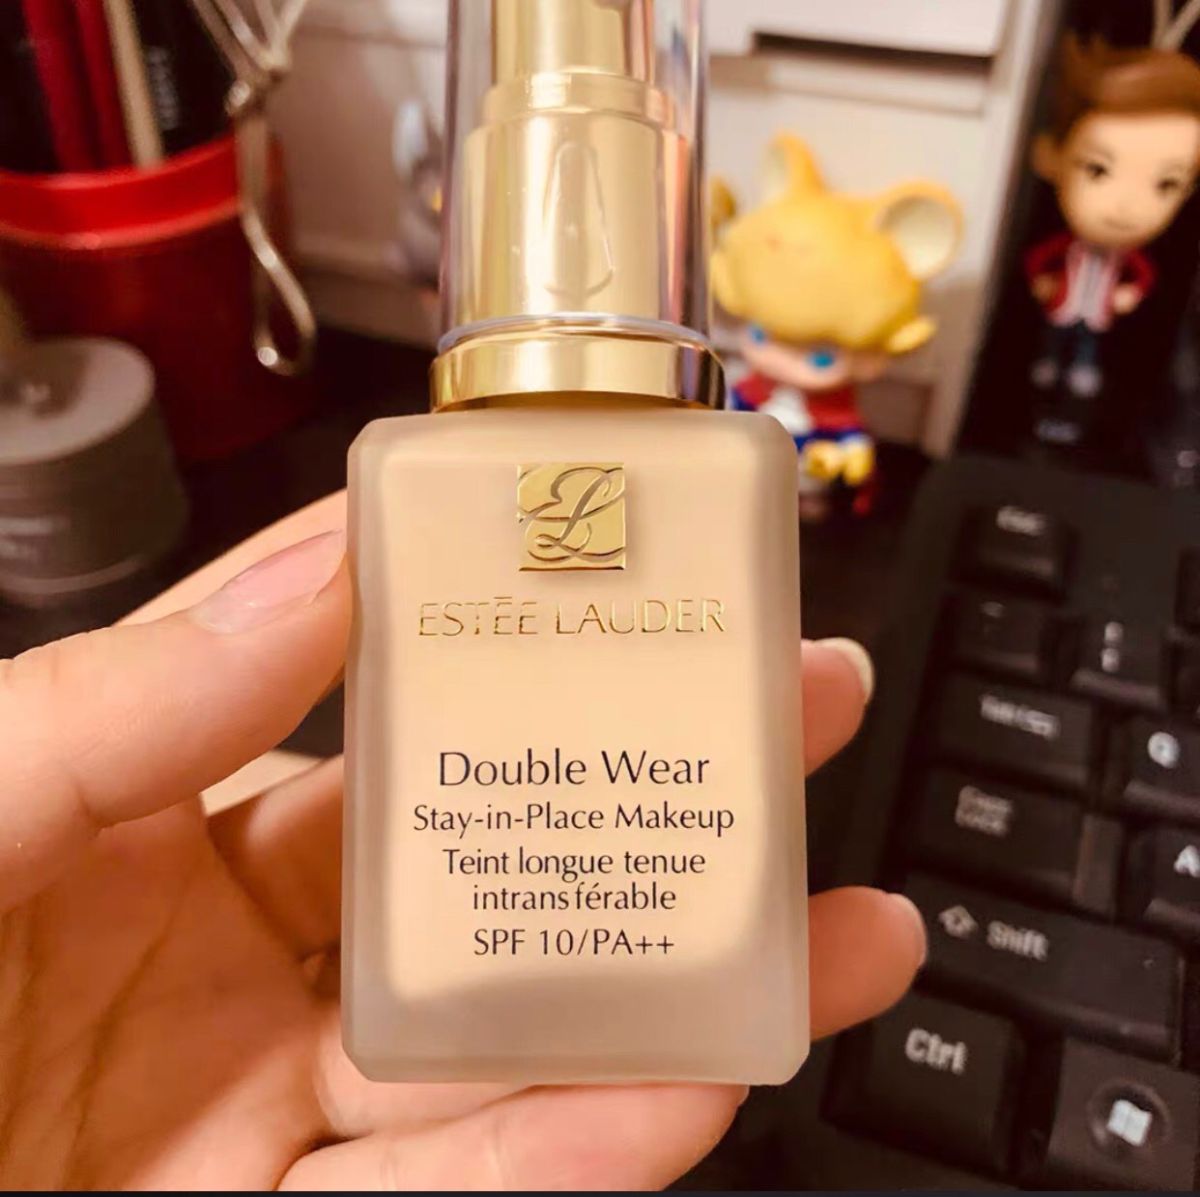 ESTĒE LAUDER
Double Wear
Stay-in-Place Makeup
Teint longue tenue
intransférable
SPF 10/PA++
Q
A
Shift
Ctrl